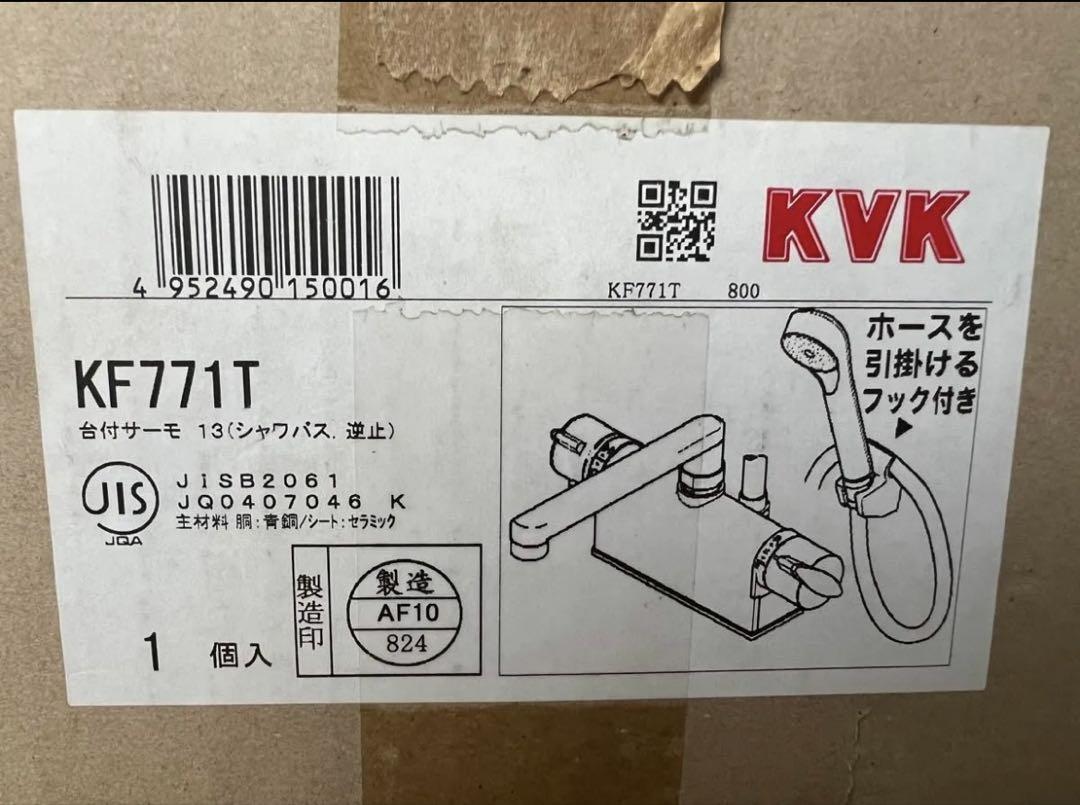 4 952490 150016
KVK
KF771T 800
KF771T
台付サーモ 13(シャワバス.逆止)
JIS
JQA
JiSB2061
JQ0407046 K
主材料 胴:青銅/シート:セラミック
製造印
製造
AF10
824
1 個入
ホースを
引掛ける
フック付き